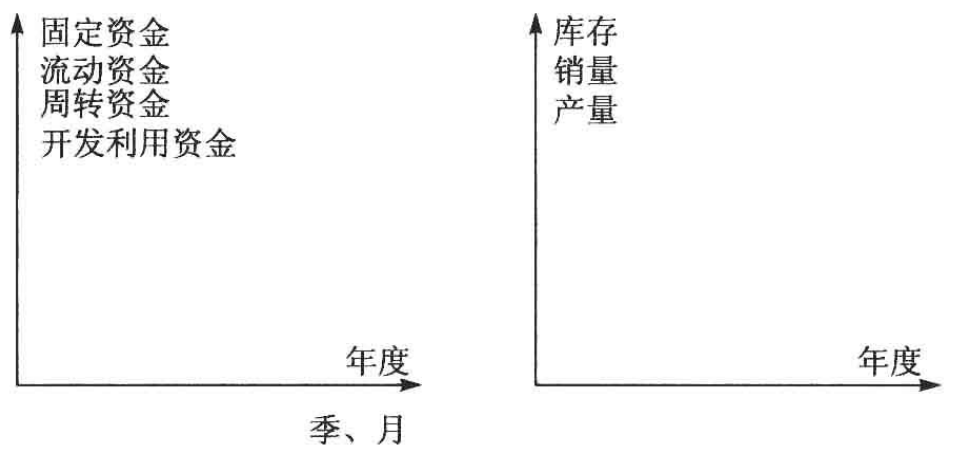 固定资金
流动资金
周转资金
开发利用资金
年度
季、月
库存
销量
产量
年度